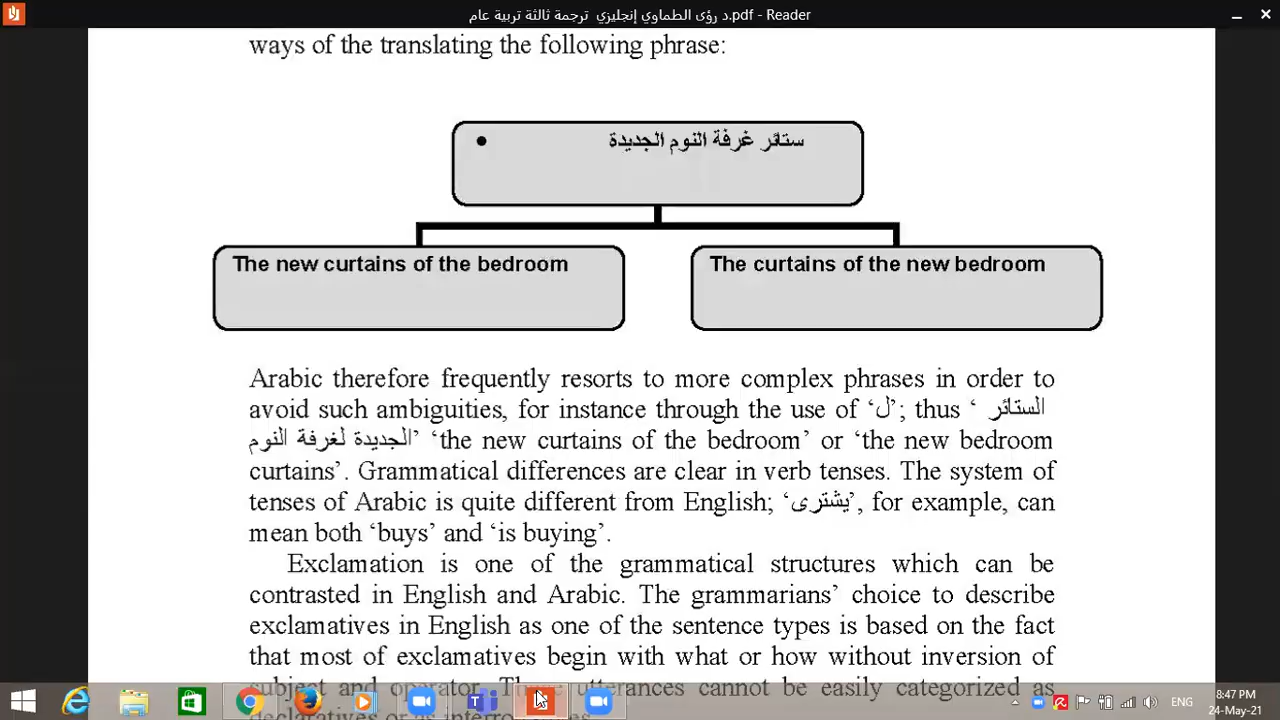 د رؤى الطماوي إنجليزي ترجمة ثالثة تربية عام.pdf - Reader
ways of the translating the following phrase:
• ستائر غرفة النوم الجديدة
The new curtains of the bedroom
The curtains of the new bedroom
Arabic therefore frequently resorts to more complex phrases in order to
avoid such ambiguities, for instance through the use of ‘ل’; thus ‘ الستائر
الجديدة لغرفة النوم’ ‘the new curtains of the bedroom’ or ‘the new bedroom
curtains’. Grammatical differences are clear in verb tenses. The system of
tenses of Arabic is quite different from English; ‘يشترى’, for example, can
mean both ‘buys’ and ‘is buying’.
Exclamation is one of the grammatical structures which can be
contrasted in English and Arabic. The grammarians’ choice to describe
exclamatives in English as one of the sentence types is based on the fact
that most of exclamatives begin with what or how without inversion of
subject and operator. These utterances cannot be easily categorized as
declaratives or as
ENG
8:47 PM
24-May-21